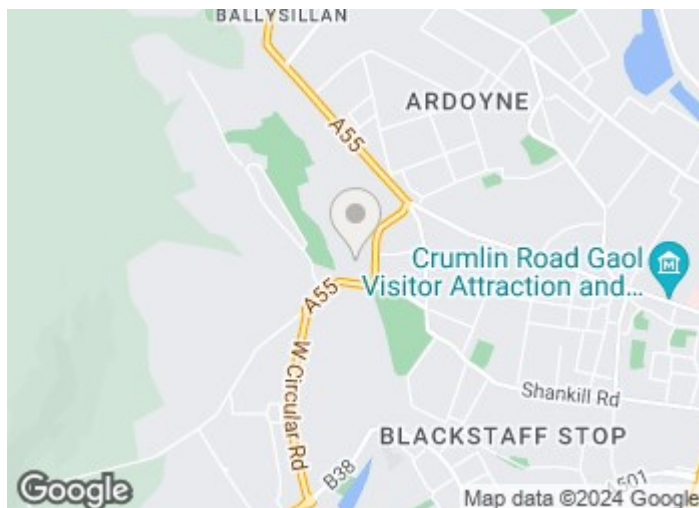 BALLYSILLAN
ARDOYNE
A55
Crumlin Road Gaol
Visitor Attraction and...
A55
W Circular Rd
Shankill Rd
BLACKSTAFF STOP
B38
A501
Google
Map data ©2024 Google